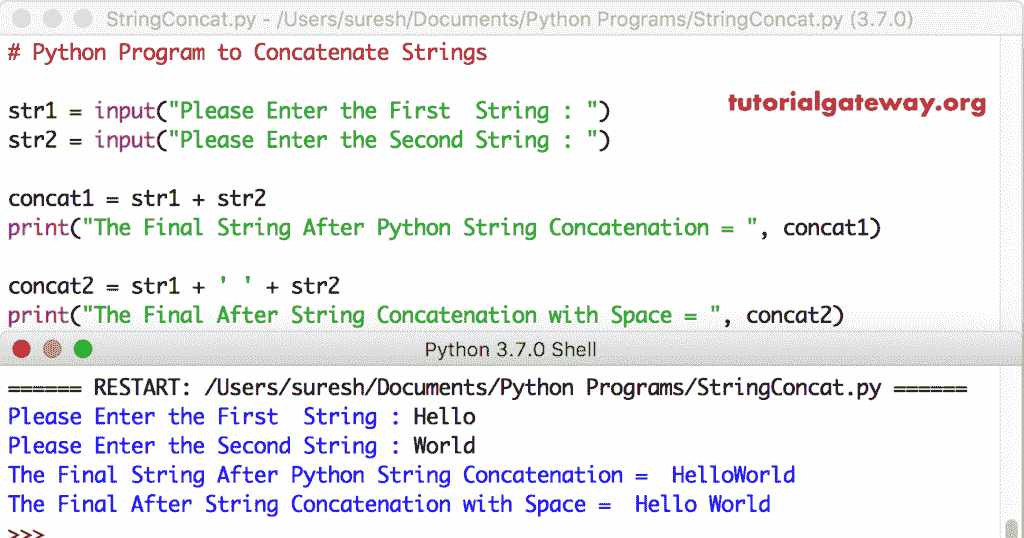 StringConcat.py - /Users/suresh/Documents/Python Programs/StringConcat.py (3.7.0)
# Python Program to Concatenate Strings
tutorialgateway.org
str1 = input("Please Enter the First  String : ")
str2 = input("Please Enter the Second String : ")
concat1 = str1 + str2
print("The Final String After Python String Concatenation = ", concat1)
concat2 = str1 + ' ' + str2
print("The Final After String Concatenation with Space = ", concat2)
Python 3.7.0 Shell
====== RESTART: /Users/suresh/Documents/Python Programs/StringConcat.py ======
Please Enter the First  String : Hello
Please Enter the Second String : World
The Final String After Python String Concatenation =  HelloWorld
The Final After String Concatenation with Space =  Hello World
>>>